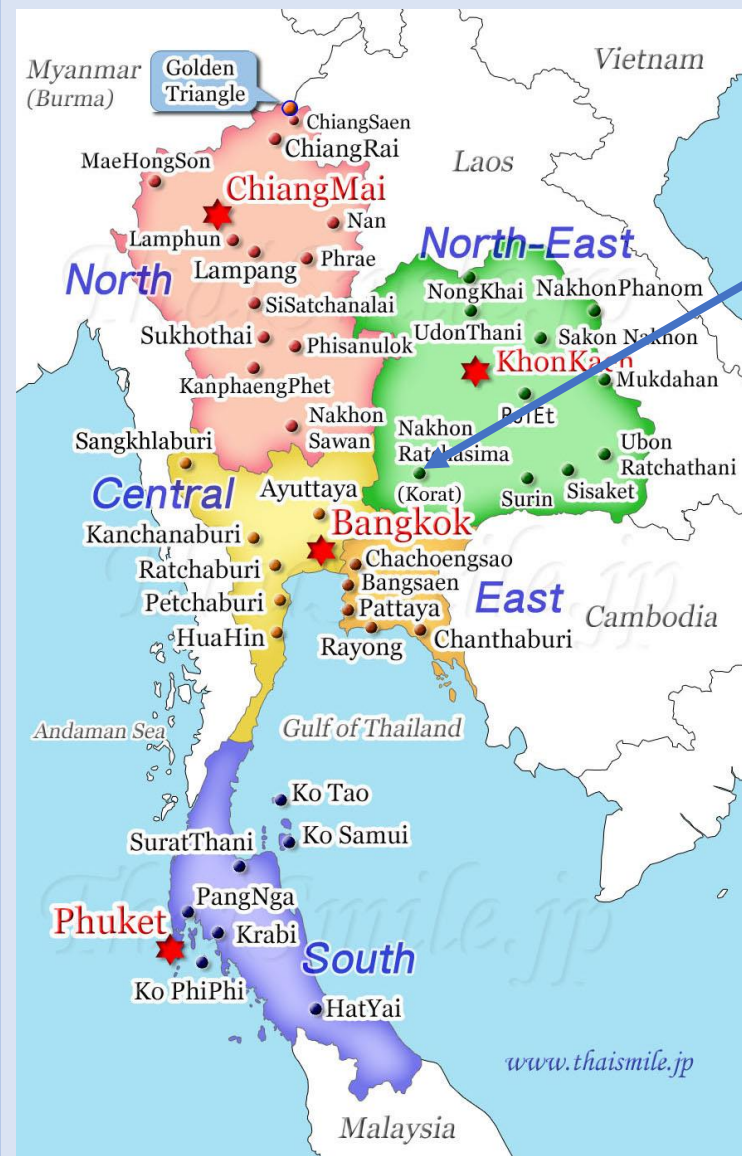 Myanmar
(Burma)
Golden
Triangle
Vietnam
ChiangSaen
ChiangRai
MaeHongSon
Laos
ChiangMai
Nan
Lamphun
Lampang
Phrae
North
North-East
NongKhai
NakhonPhanom
SiSatchanalai
Sukhothai
Phisanulok
UdonThani
Sakon Nakhon
KhonKaen
Mukdahan
KanphaengPhet
Nakhon
Sawan
Nakhon
Ratchasima
(Korat)
Ubon
Ratchathani
Surin
Sisaket
Sangkhlaburi
Central
Ayuttaya
Bangkok
Kanchanaburi
Ratchaburi
Petchaburi
HuaHin
Chachoengsao
Bangsaen
Pattaya
Rayong
East
Chanthaburi
Cambodia
Andaman Sea
Gulf of Thailand
Ko Tao
Ko Samui
SuratThani
PangNga
Phuket
Krabi
Ko PhiPhi
South
HatYai
www.thaismile.jp
Malaysia